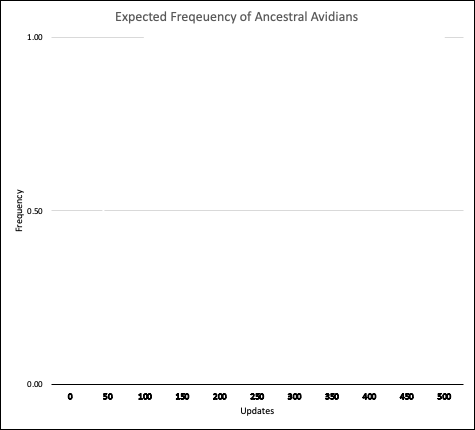 Expected Freqeuency of Ancestral Avidians
1.00
0.50
0.00
Frequency
0 50 100 150 200 250 300 350 400 450 500
Updates